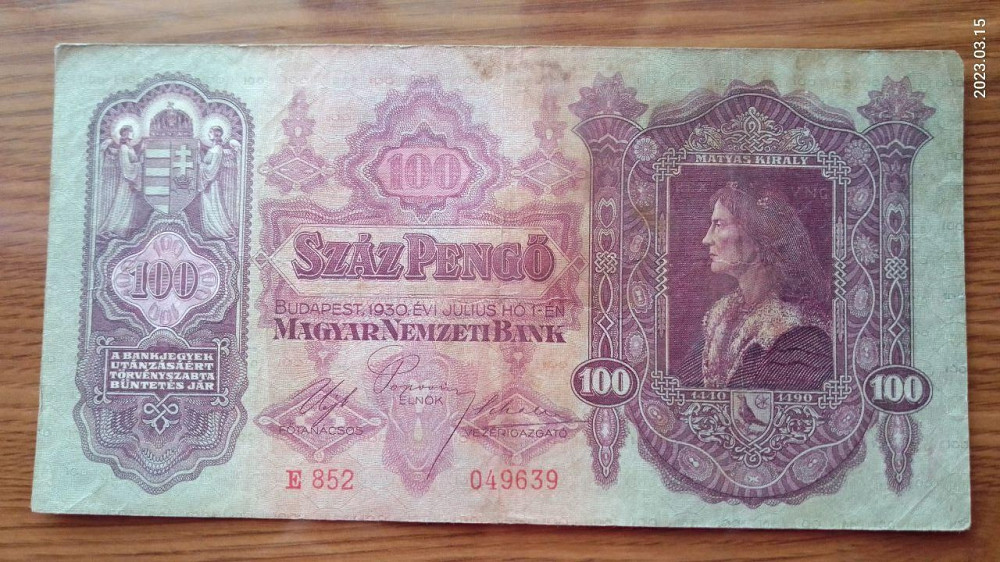 2023.03.15
100
A BANKJEGYEK
UTÁNZÁSÁÉRT
TÖRVÉNYSZABTA
BÜNTETÉS JÁR
100
SZÁZ PENGŐ
BUDAPEST, 1930. ÉVI JÚLIUS HÓ 1-ÉN
MAGYAR NEMZETI BANK
ELNÖK
FŐTANÁCSOS
VEZÉRIGAZGATÓ
E 852
049639
MÁTYÁS KIRÁLY
100
100
1440
1490